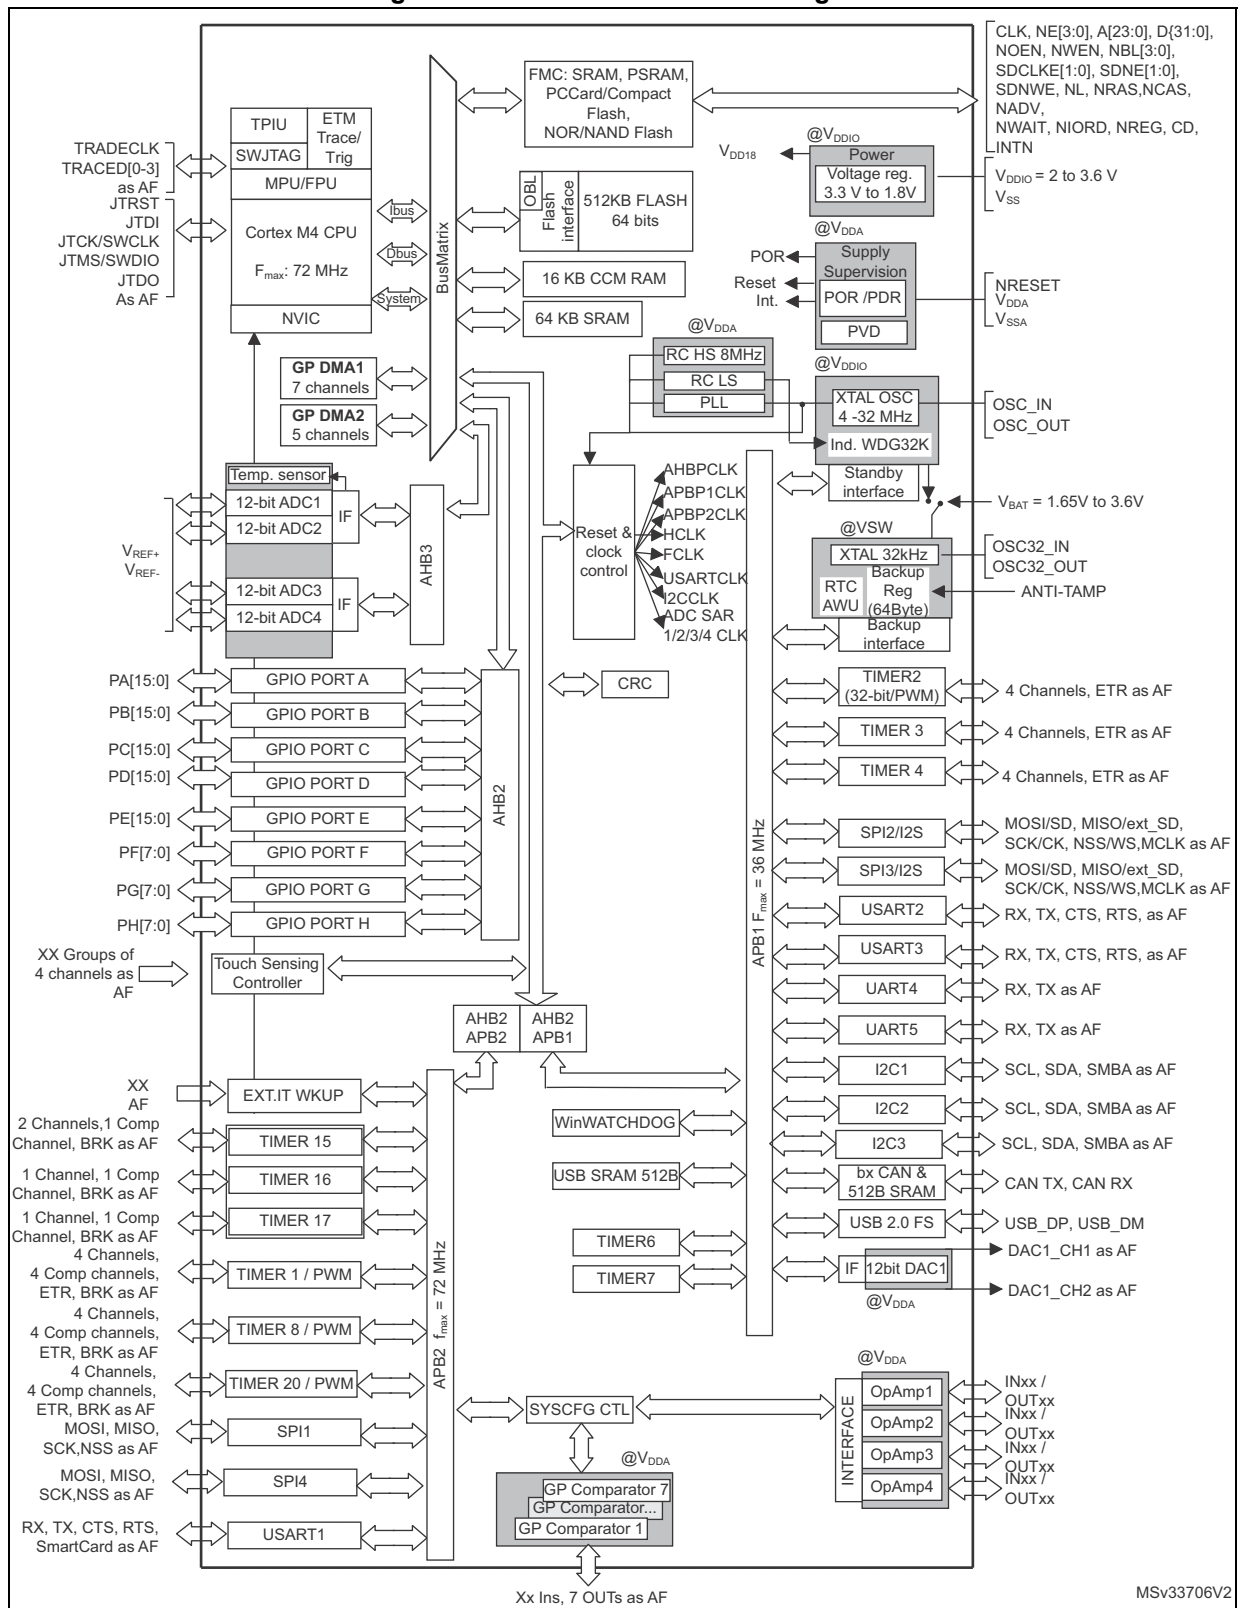 CLK, NE[3:0], A[23:0], D{31:0],
NOEN, NWEN, NBL[3:0],
SDCLKE[1:0], SDNE[1:0],
SDNWE, NL, NRAS,NCAS,
NADV,
NWAIT, NIORD, NREG, CD,
INTN
FMC: SRAM, PSRAM,
PCCard/Compact
Flash,
NOR/NAND Flash
TPIU
ETM
Trace/
Trig
SWJTAG
MPU/FPU
Cortex M4 CPU
Fmax: 72 MHz
NVIC
TRADECLK
TRACED[0-3]
as AF
JTRST
JTDI
JTCK/SWCLK
JTMS/SWDIO
JTDO
As AF
Ibus
Dbus
System
BusMatrix
OBL
Flash
interface
512KB FLASH
64 bits
16 KB CCM RAM
64 KB SRAM
@VDDIO
VDD18
Power
Voltage reg.
3.3 V to 1.8V
VDDIO = 2 to 3.6 V
VSS
@VDDA
POR
Reset
Int.
Supply
Supervision
POR /PDR
PVD
NRESET
VDDA
VSSA
@VDDA
RC HS 8MHz
RC LS
PLL
@VDDIO
XTAL OSC
4 -32 MHz
Ind. WDG32K
OSC_IN
OSC_OUT
Standby
interface
VBAT = 1.65V to 3.6V
@VSW
XTAL 32kHz
RTC
AWU
Backup
Reg
(64Byte)
OSC32_IN
OSC32_OUT
ANTI-TAMP
Backup
interface
GP DMA1
7 channels
GP DMA2
5 channels
Temp. sensor
12-bit ADC1
12-bit ADC2
IF
12-bit ADC3
12-bit ADC4
IF
VREF+
VREF-
AHB3
Reset &
clock
control
AHBPCLK
APBP1CLK
APBP2CLK
HCLK
FCLK
USARTCLK
I2CCLK
ADC SAR
1/2/3/4 CLK
CRC
PA[15:0]
GPIO PORT A
PB[15:0]
GPIO PORT B
PC[15:0]
GPIO PORT C
PD[15:0]
GPIO PORT D
PE[15:0]
GPIO PORT E
PF[7:0]
GPIO PORT F
PG[7:0]
GPIO PORT G
PH[7:0]
GPIO PORT H
AHB2
XX Groups of
4 channels as
AF
Touch Sensing
Controller
AHB2
APB2
AHB2
APB1
APB1 Fmax = 36 MHz
TIMER2
(32-bit/PWM)
4 Channels, ETR as AF
TIMER 3
4 Channels, ETR as AF
TIMER 4
4 Channels, ETR as AF
SPI2/I2S
MOSI/SD, MISO/ext_SD,
SCK/CK, NSS/WS,MCLK as AF
SPI3/I2S
MOSI/SD, MISO/ext_SD,
SCK/CK, NSS/WS,MCLK as AF
USART2
RX, TX, CTS, RTS, as AF
USART3
RX, TX, CTS, RTS, as AF
UART4
RX, TX as AF
UART5
RX, TX as AF
I2C1
SCL, SDA, SMBA as AF
I2C2
SCL, SDA, SMBA as AF
I2C3
SCL, SDA, SMBA as AF
bx CAN &
512B SRAM
CAN TX, CAN RX
USB 2.0 FS
USB_DP, USB_DM
IF
12bit DAC1
DAC1_CH1 as AF
DAC1_CH2 as AF
@VDDA
WinWATCHDOG
USB SRAM 512B
TIMER6
TIMER7
XX
AF
EXT.IT WKUP
2 Channels,1 Comp
Channel, BRK as AF
TIMER 15
1 Channel,1 Comp
Channel, BRK as AF
TIMER 16
1 Channel, 1 Comp
Channel, BRK as AF
TIMER 17
4 Channels,
4 Comp channels,
ETR, BRK as AF
TIMER 1 / PWM
4 Channels,
4 Comp channels,
ETR, BRK as AF
TIMER 8 / PWM
4 Channels,
4 Comp channels,
ETR, BRK as AF
TIMER 20 / PWM
MOSI, MISO,
SCK,NSS as AF
SPI1
MOSI, MISO,
SCK,NSS as AF
SPI4
RX, TX, CTS, RTS,
SmartCard as AF
USART1
APB2 fmax = 72 MHz
SYSCFG CTL
@VDDA
GP Comparator 7
GP Comparator...
GP Comparator 1
Xx Ins, 7 OUTs as AF
@VDDA
INTERFACE
OpAmp1
INxx /
OUTxx
OpAmp2
INxx /
OUTxx
OpAmp3
INxx /
OUTxx
OpAmp4
INxx /
OUTxx
MSv33706V2